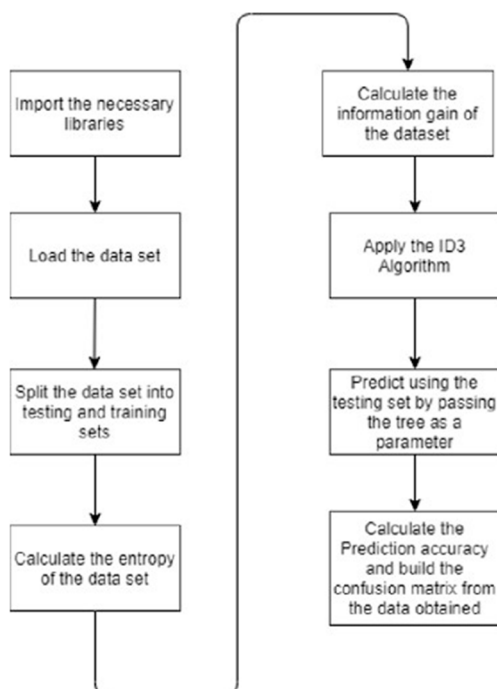 Import the necessary
libraries
Load the data set
Split the data set into
testing and training
sets
Calculate the entropy
of the data set
Calculate the
information gain of
the dataset
Apply the ID3
Algorithm
Predict using the
testing set by passing
the tree as a
parameter
Calculate the
Prediction accuracy
and build the
confusion matrix from
the data obtained